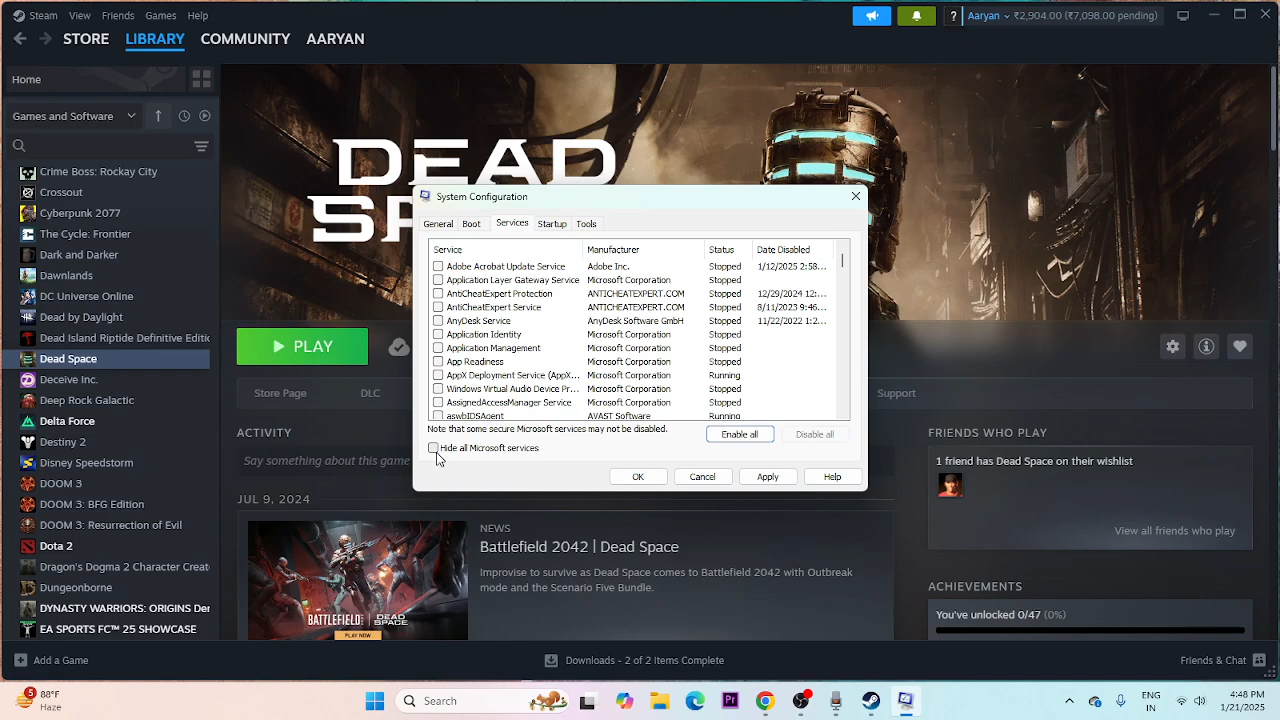 Steam View Friends Games Help
? Aaryan ₹2,904.00 (₹7,098.00 pending)
STORE LIBRARY COMMUNITY AARYAN
Home
Games and Software
Crime Boss: Rockay City
Crossout
Cyberpunk 2077
The Cycle: Frontier
Dark and Darker
Dawnlands
DC Universe Online
Dead by Daylight
Dead Island Riptide Definitive Editic
Dead Space
Deceive Inc.
Deep Rock Galactic
Delta Force
Destiny 2
Disney Speedstorm
DOOM 3
DOOM 3: BFG Edition
DOOM 3: Resurrection of Evil
Dota 2
Dragon's Dogma 2 Character Creato
Dungeonborne
DYNASTY WARRIORS: ORIGINS Der
EA SPORTS FC™ 25 SHOWCASE
DEAD
SP
System Configuration
General Boot Services Startup Tools
Service Manufacturer Status Date Disabled
Adobe Acrobat Update Service Adobe Inc. Stopped 1/12/2025 2:58...
Application Layer Gateway Service Microsoft Corporation Stopped
AntiCheatExpert Protection ANTICHEATEXPERT.COM Stopped 12/29/2024 12:...
AntiCheatExpert Service ANTICHEATEXPERT.COM Stopped 8/11/2023 9:46...
AnyDesk Service AnyDesk Software GmbH Stopped 11/22/2022 1:2...
Application Identity Microsoft Corporation Stopped
Application Management Microsoft Corporation Stopped
App Readiness Microsoft Corporation Stopped
AppX Deployment Service (AppX... Microsoft Corporation Running
Windows Virtual Audio Device Pr... Microsoft Corporation Stopped
AssignedAccessManager Service Microsoft Corporation Stopped
aswbIDSAgent AVAST Software Running
Note that some secure Microsoft services may not be disabled.
Enable all Disable all
Hide all Microsoft services
OK Cancel Apply Help
PLAY
Store Page DLC Support
ACTIVITY
Say something about this game
JUL 9, 2024
NEWS
Battlefield 2042 | Dead Space
Improvise to survive as Dead Space comes to Battlefield 2042 with Outbreak
mode and the Scenario Five Bundle.
BATTLEFIELD 2042 DEAD SPACE
PLAY NOW
FRIENDS WHO PLAY
1 friend has Dead Space on their wishlist
View all friends who play
ACHIEVEMENTS
You've unlocked 0/47 (0%)
Add a Game
Downloads - 2 of 2 Items Complete
Friends & Chat
5
88°F
Haze
Search
Pr
ENG
IN
4:48 PM
1/21/2025